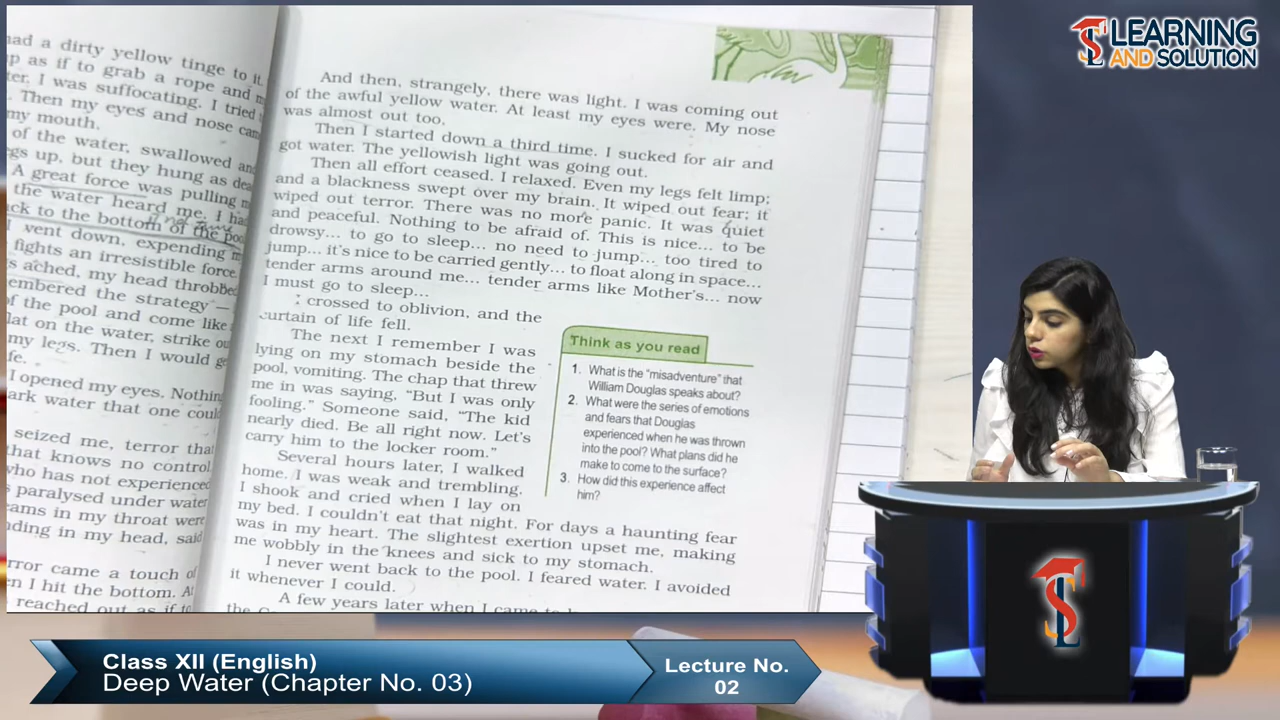 had a dirty yellow tinge to it.
as if to grab a rope and
I was suffocating. I tried
Then my eyes and nose
my mouth.
of the water, swallowed
up, but they hung as
A great force was pulling
the water heard me. I
to the bottom of the
went down, expending
fights an irresistible force.
ached, my head throbbed.
the strategy—
of the pool and come like
flat on the water, strike
my legs. Then I would
I opened my eyes.
dark water that one
seized me, terror that
that knows no control,
who has not experienced
paralysed under water
in my throat were
in my head, said
came a touch of
I hit the bottom.
reached out as if to
And then, strangely, there was light. I was coming out
of the awful yellow water. At least my eyes were. My nose
was almost out too.
Then I started down a third time. I sucked for air and
got water. The yellowish light was going out.
Then all effort ceased. I relaxed. Even my legs felt limp;
and a blackness swept over my brain. It wiped out fear; it
wiped out terror. There was no more panic. It was quiet
and peaceful. Nothing to be afraid of. This is nice... to be
drowsy... to go to sleep... no need to jump... too tired to
jump... it's nice to be carried gently... to float along in space...
tender arms around me... tender arms like Mother's... now
I must go to sleep...
crossed to oblivion, and the
curtain of life fell.
The next I remember I was
lying on my stomach beside the
pool, vomiting. The chap that threw
me in was saying, "But I was only
fooling." Someone said, "The kid
nearly died. Be all right now. Let's
carry him to the locker room."
Several hours later, I walked
home. I was weak and trembling.
I shook and cried when I lay on
my bed. I couldn't eat that night. For days a haunting fear
was in my heart. The slightest exertion upset me, making
me wobbly in the knees and sick to my stomach.
I never went back to the pool. I feared water. I avoided
it whenever I could.
A few years later when I came
Think as you read
1. What is the "misadventure" that
William Douglas speaks about?
2. What were the series of emotions
and fears that Douglas
experienced when he was thrown
into the pool? What plans did he
make to come to the surface?
3. How did this experience affect
him?
LEARNING
AND SOLUTION
Class XII (English)
Deep Water (Chapter No. 03)
Lecture No.
02